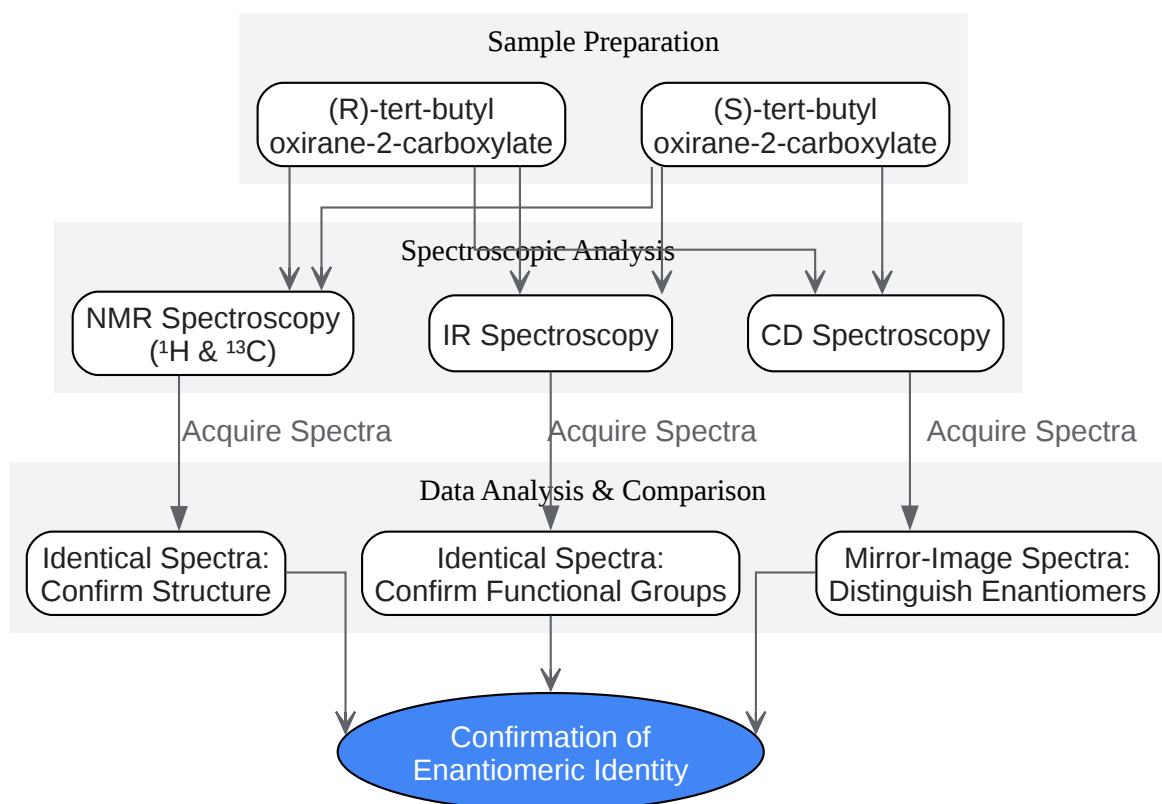 Sample Preparation
(R)-tert-butyl
oxirane-2-carboxylate
(S)-tert-butyl
oxirane-2-carboxylate
Spectroscopic Analysis
NMR Spectroscopy
(¹H & ¹³C)
IR Spectroscopy
CD Spectroscopy
Acquire Spectra
Acquire Spectra
Acquire Spectra
Data Analysis & Comparison
Identical Spectra:
Confirm Structure
Identical Spectra:
Confirm Functional Groups
Mirror-Image Spectra:
Distinguish Enantiomers
Confirmation of
Enantiomeric Identity